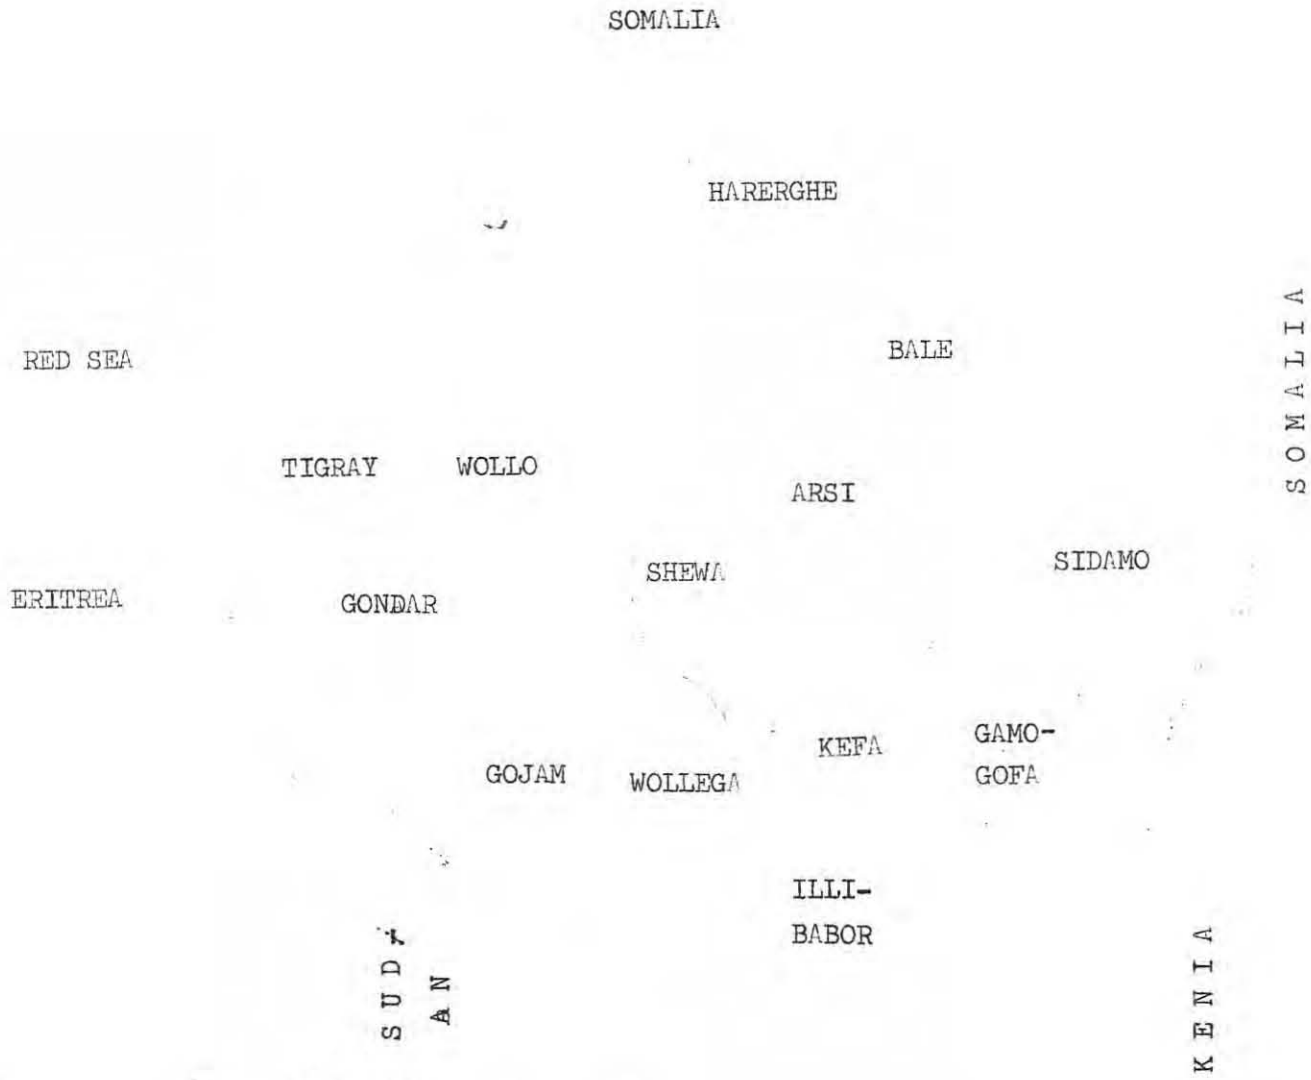 SOMALIA
HARERGHE
SOMALIA
RED SEA
BALE
TIGRAY
WOLLO
ARSI
SIDAMO
SHEWA
ERITREA
GONDAR
GAMO-
GOFA
KEFA
GOJAM
WOLLEGA
ILLI-
BABOR
SUD
AN
KENIA